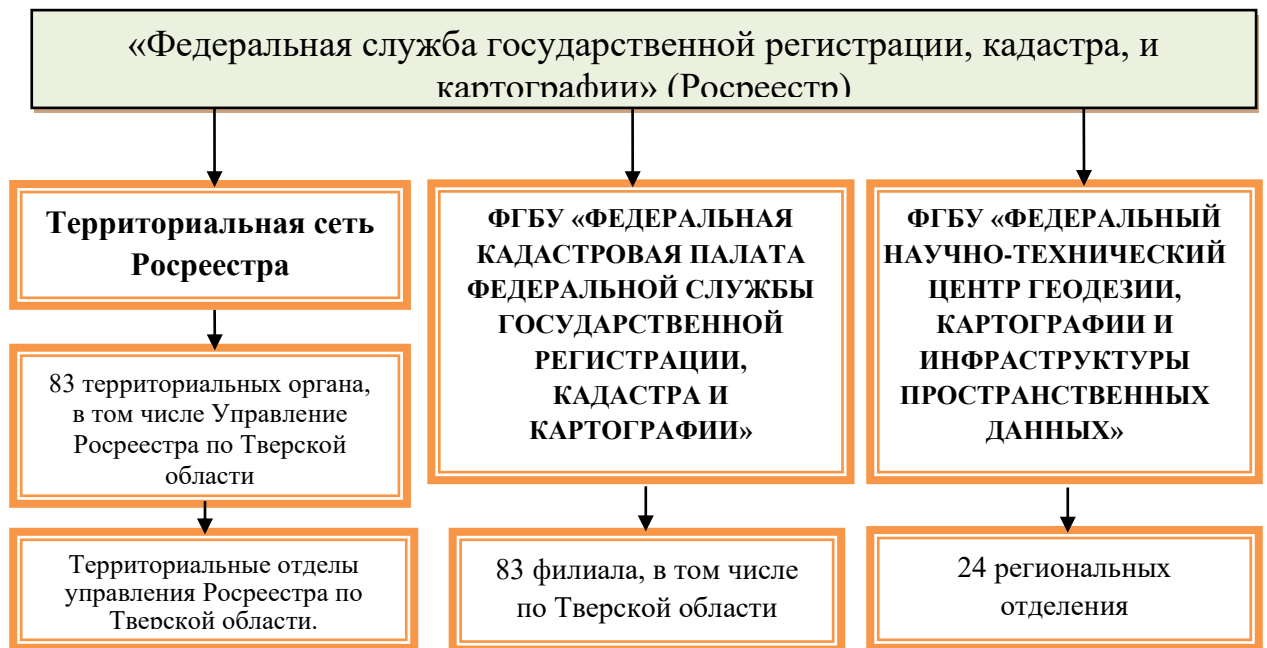 «Федеральная служба государственной регистрации, кадастра, и
картографии» (Росреестр)
Территориальная сеть
Росреестра
83 территориальных органа,
в том числе Управление
Росреестра по Тверской
области
Территориальные отделы
управления Росреестра по
Тверской области.
ФГБУ «ФЕДЕРАЛЬНАЯ
КАДАСТРОВАЯ ПАЛАТА
ФЕДЕРАЛЬНОЙ СЛУЖБЫ
ГОСУДАРСТВЕННОЙ
РЕГИСТРАЦИИ,
КАДАСТРА И
КАРТОГРАФИИ»
83 филиала, в том числе
по Тверской области
ФГБУ «ФЕДЕРАЛЬНЫЙ
НАУЧНО-ТЕХНИЧЕСКИЙ
ЦЕНТР ГЕОДЕЗИИ,
КАРТОГРАФИИ И
ИНФРАСТРУКТУРЫ
ПРОСТРАНСТВЕННЫХ
ДАННЫХ»
24 региональных
отделения